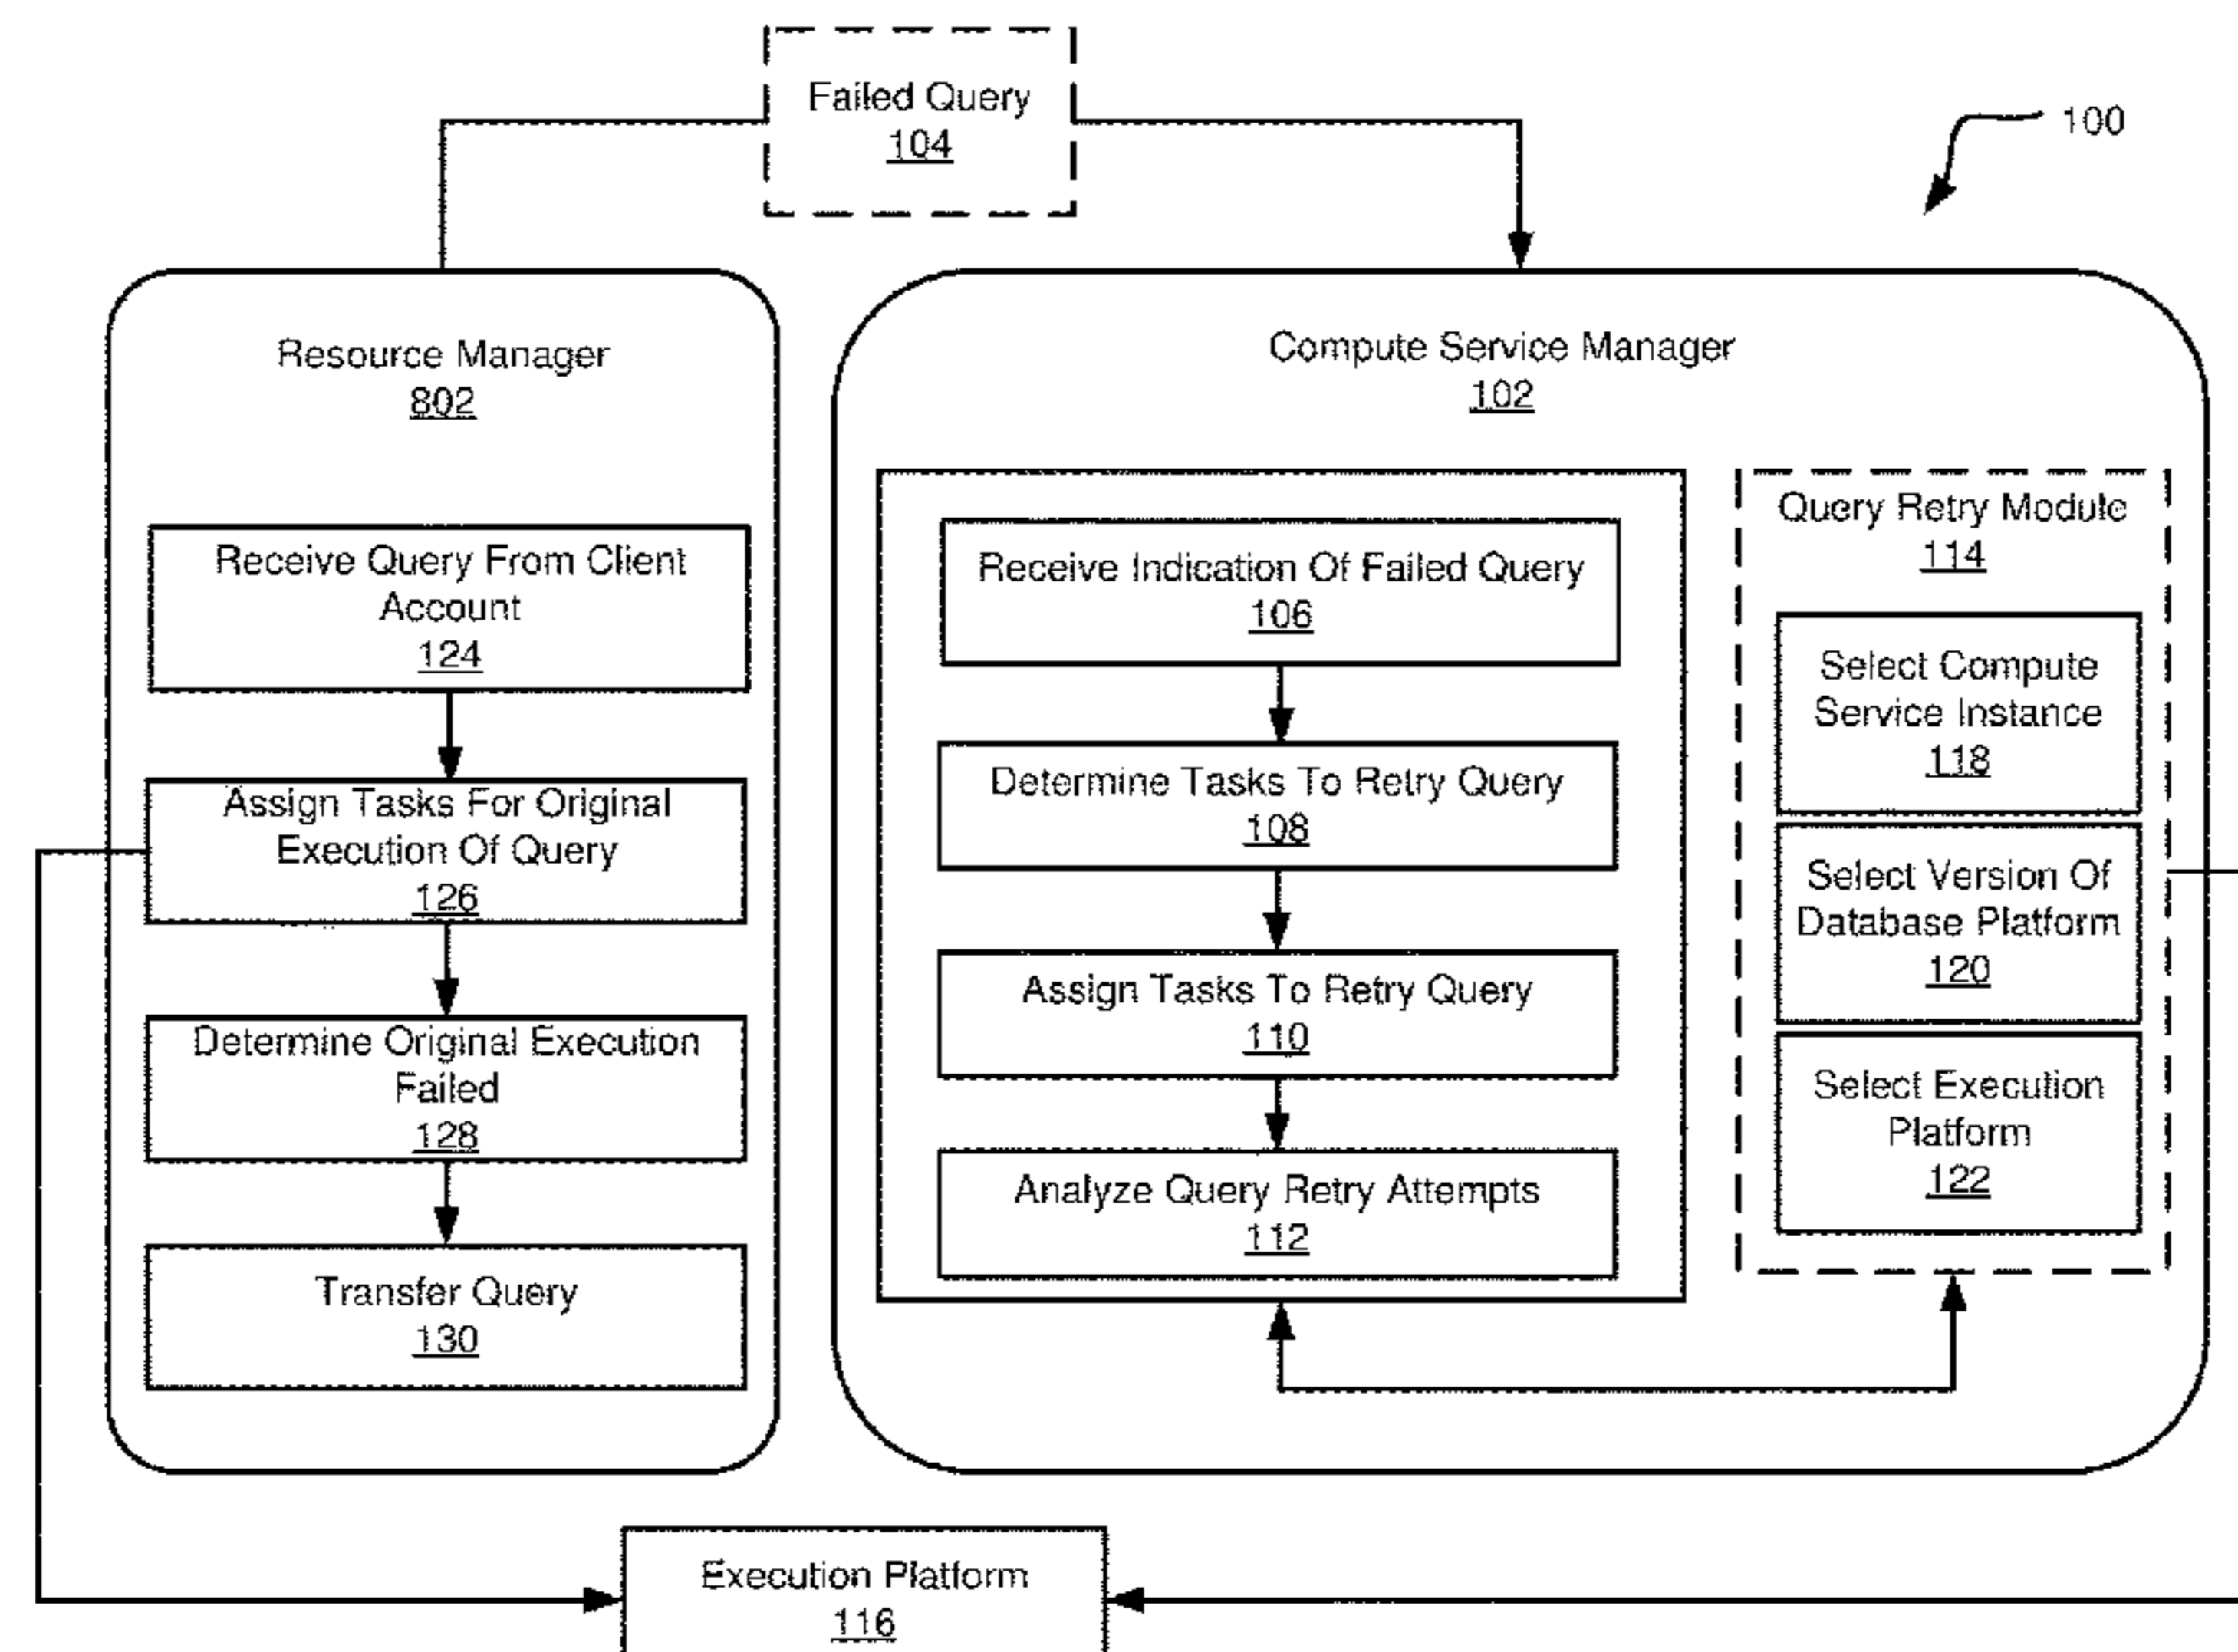 Failed Query
104
100
Resource Manager
802
Receive Query From Client
Account
124
Assign Tasks For Original
Execution Of Query
126
Determine Original Execution
Failed
128
Transfer Query
130
Compute Service Manager
102
Receive Indication Of Failed Query
106
Determine Tasks To Retry Query
108
Assign Tasks To Retry Query
110
Analyze Query Retry Attempts
112
Query Retry Module
114
Select Compute
Service Instance
118
Select Version Of
Database Platform
120
Select Execution
Platform
122
Execution Platform
116